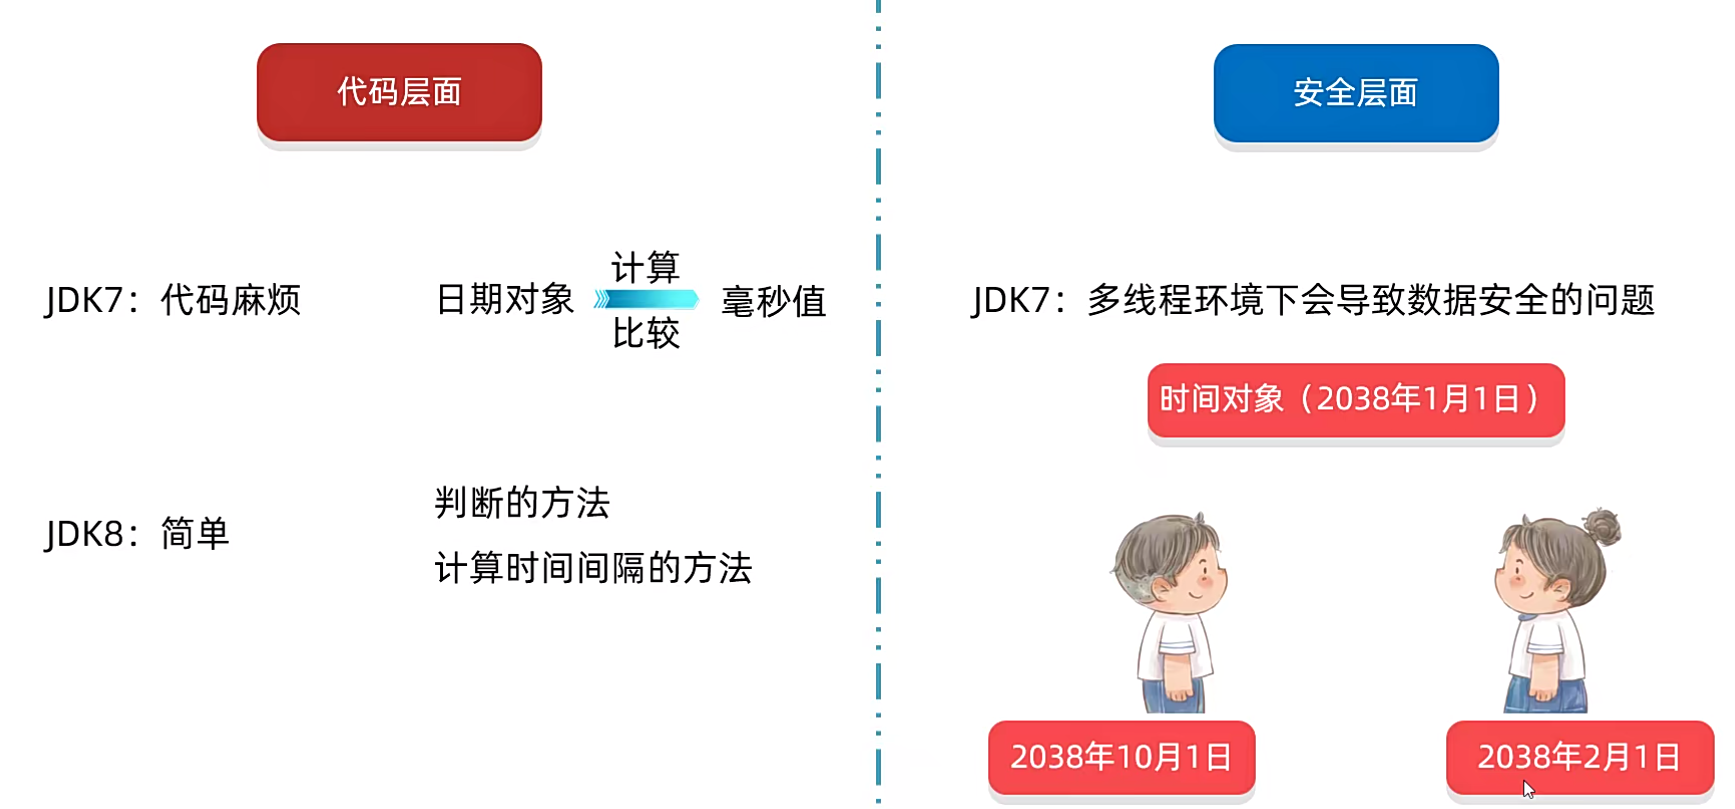 代码层面
JDK7：代码麻烦
日期对象
计算
比较
毫秒值
JDK8：简单
判断的方法
计算时间间隔的方法
安全层面
JDK7：多线程环境下会导致数据安全的问题
时间对象（2038年1月1日）
2038年10月1日
2038年2月1日